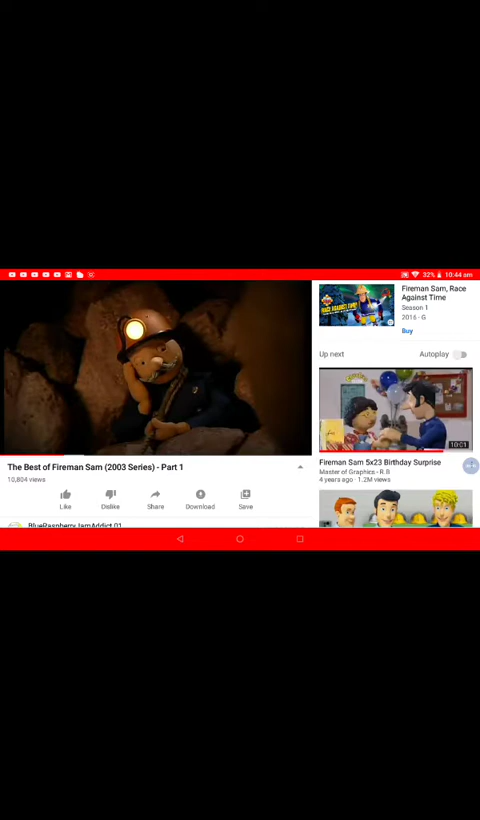 32% 10:44 am
Fireman Sam, Race
Against Time
Season 1
2016 · G
Buy
Up next
Autoplay
10:01
The Best of Fireman Sam (2003 Series) - Part 1
10,804 views
Like Dislike Share Download Save
BlueRaspberryJamAddict 01
Fireman Sam 5x23 Birthday Surprise
Master of Graphics - R.B
4 years ago · 1.2M views